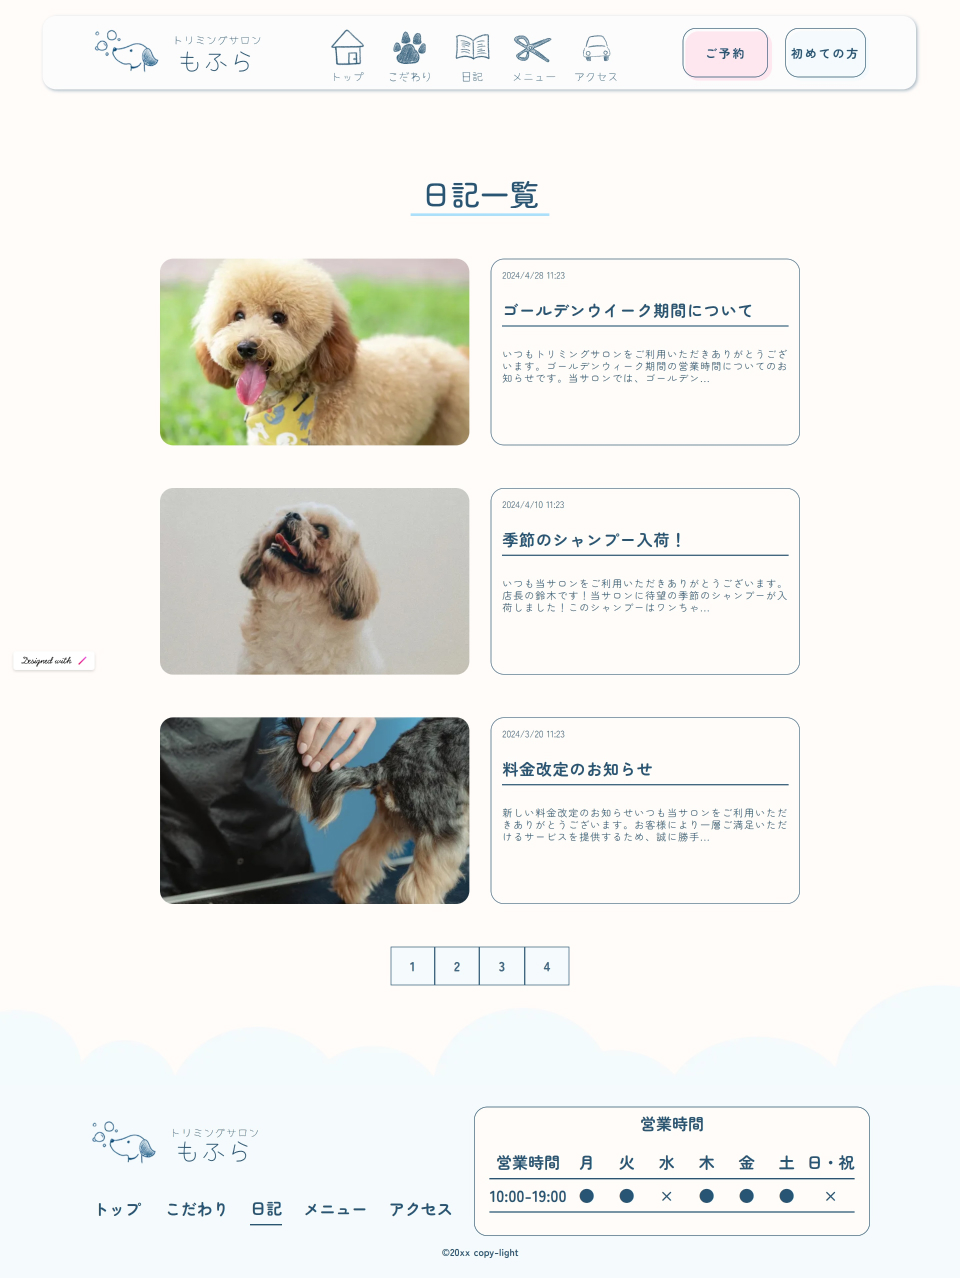 トリミングサロン
もふら
トップ
こだわり
日記
メニュー
アクセス
ご予約
初めての方
日記一覧
2024/4/28 11:23
ゴールデンウイーク期間について
いつもトリミングサロンをご利用いただきありがとうござ
います。ゴールデンウィーク期間の営業時間についてのお
知らせです。当サロンでは、ゴールデン...
2024/4/10 11:23
季節のシャンプー入荷！
いつも当サロンをご利用いただきありがとうございます。
店長の鈴木です！当サロンに待望の季節のシャンプーが入
荷しました！このシャンプーはワンちゃ...
Designed with
2024/3/20 11:23
料金改定のお知らせ
新しい料金改定のお知らせいつも当サロンをご利用いただ
きありがとうございます。お客様により一層ご満足いただ
けるサービスを提供するため、誠に勝手...
1 2 3 4
トリミングサロン
もふら
トップ こだわり 日記 メニュー アクセス
営業時間
営業時間 月 火 水 木 金 土 日・祝
10:00-19:00 ● ● × ● ● ● ×
©20xx copy-light